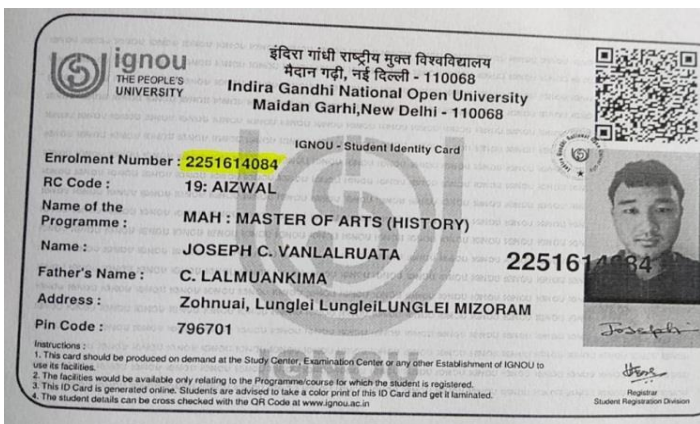 ignou
THE PEOPLE'S
UNIVERSITY
इंदिरा गांधी राष्ट्रीय मुक्त विश्वविद्यालय
मैदान गढ़ी, नई दिल्ली - 110068
Indira Gandhi National Open University
Maidan Garhi,New Delhi - 110068
IGNOU - Student Identity Card
Enrolment Number : 2251614084
RC Code : 19: AIZWAL
Name of the
Programme : MAH : MASTER OF ARTS (HISTORY)
Name : JOSEPH C. VANLALRUATA
2251614084
Father's Name : C. LALMUANKIMA
Address : Zohnuai, Lunglei LungleiLUNGLEI MIZORAM
Pin Code : 796701
Joseph
Instructions :
1. This card should be produced on demand at the Study Center, Examination Center or any other Establishment of IGNOU to
use its facilities.
2. The facilities would be available only relating to the Programme/course for which the student is registered.
3. This ID Card is generated online. Students are advised to take a color print of this ID Card and get it laminated.
4. The student details can be cross checked with the QR Code at www.ignou.ac.in
Registrar
Student Registration Division
IGNOU